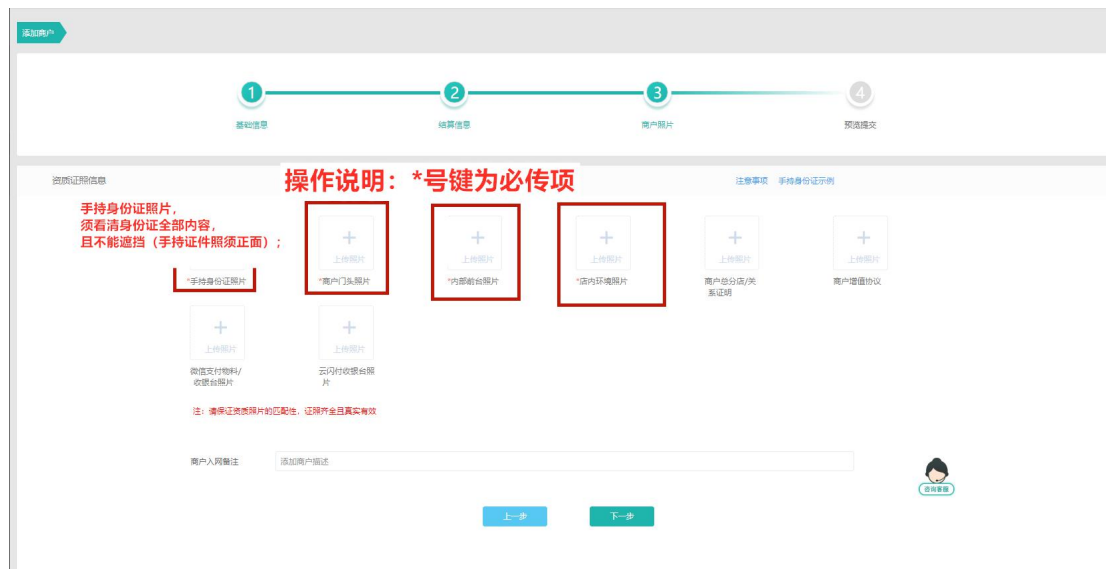 添加商户
1
2
3
4
基础信息
结算信息
商户照片
预览提交
资质证照信息
操作说明：*号键为必传项
注意事项
手持身份证示例
手持身份证照片，
须看清身份证全部内容，
且不能遮挡（手持证件照须正面）；
上传照片
上传照片
上传照片
上传照片
上传照片
*手持身份证照片
*商户门头照片
*内部前台照片
*店内环境照片
商户总分店/关
系证明
商户增值协议
上传照片
上传照片
微信支付物料/
收银台照片
云闪付收银台照
片
注：请保证资质照片的匹配性，证照齐全且真实有效
商户入网备注
添加商户描述
咨询客服
上一步
下一步